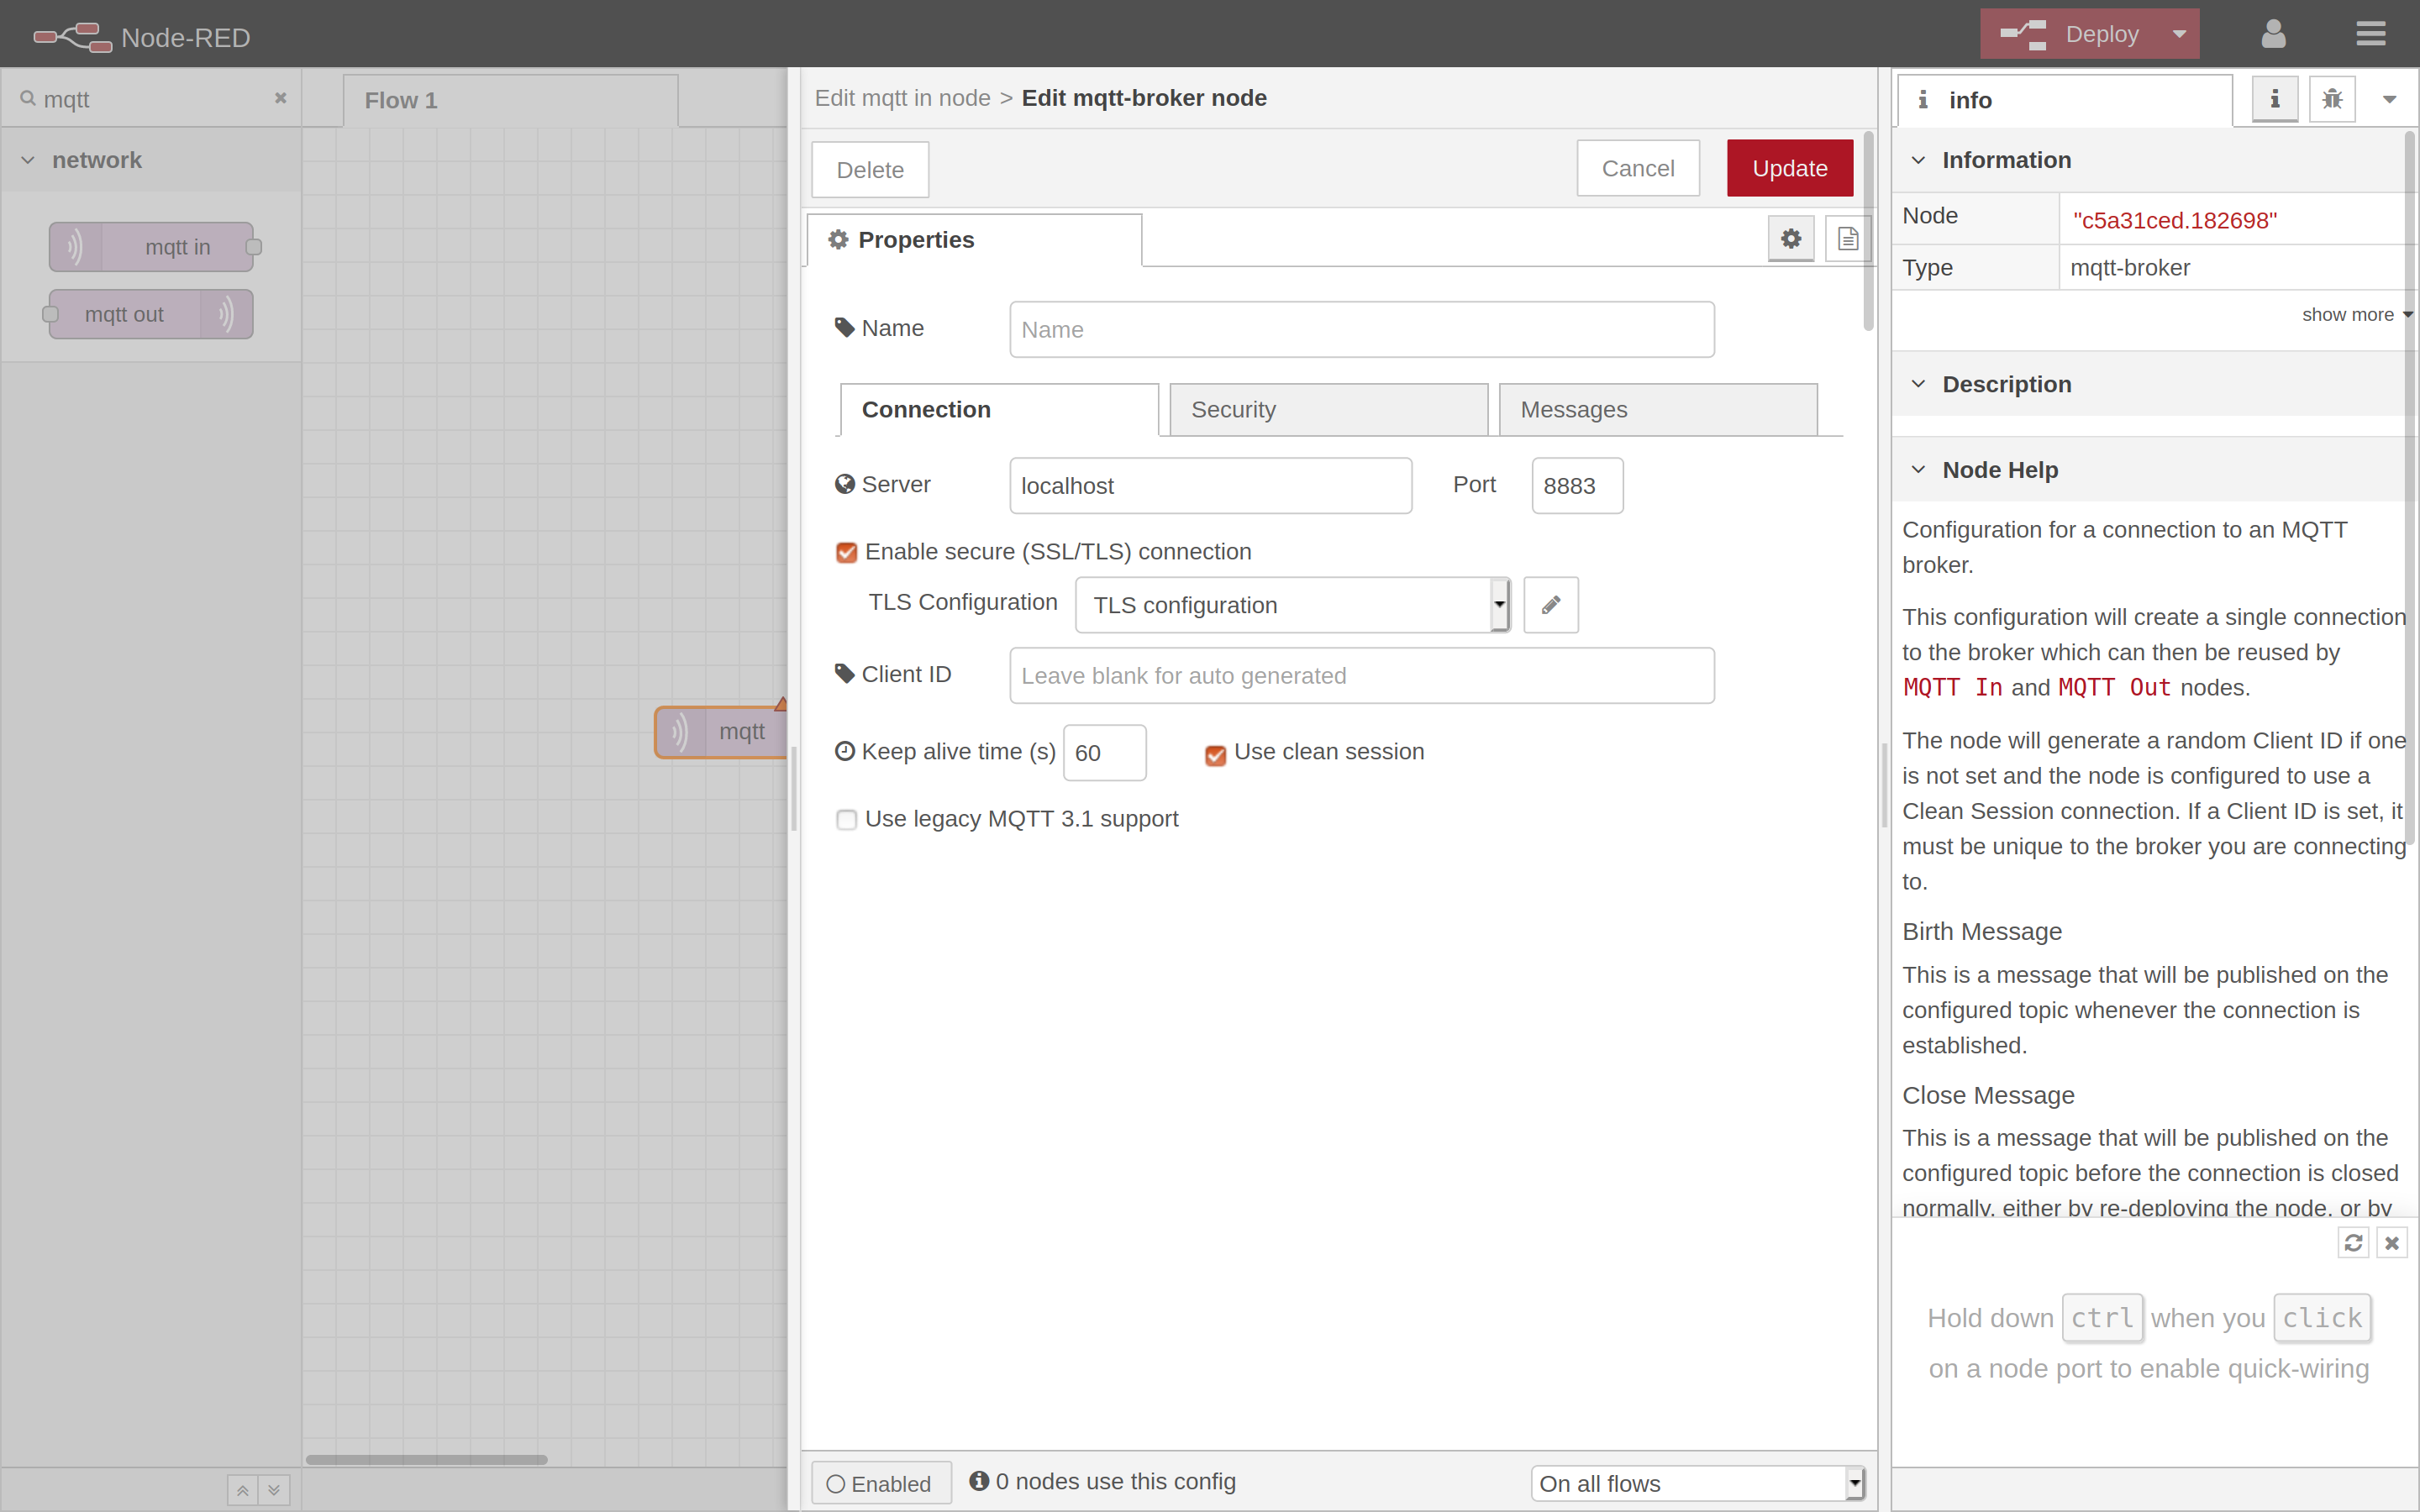 Node-RED
Deploy
mqtt
network
mqtt in
mqtt out
Flow 1
mqtt
Edit mqtt in node > Edit mqtt-broker node
Delete
Cancel
Update
Properties
Name
Name
Connection
Security
Messages
Server
localhost
Port
8883
Enable secure (SSL/TLS) connection
TLS Configuration
TLS configuration
Client ID
Leave blank for auto generated
Keep alive time (s)
60
Use clean session
Use legacy MQTT 3.1 support
Enabled
0 nodes use this config
On all flows
info
Information
Node
"c5a31ced.182698"
Type
mqtt-broker
show more
Description
Node Help
Configuration for a connection to an MQTT
broker.
This configuration will create a single connection
to the broker which can then be reused by
MQTT In and MQTT Out nodes.
The node will generate a random Client ID if one
is not set and the node is configured to use a
Clean Session connection. If a Client ID is set, it
must be unique to the broker you are connecting
to.
Birth Message
This is a message that will be published on the
configured topic whenever the connection is
established.
Close Message
This is a message that will be published on the
configured topic before the connection is closed
normally, either by re-deploying the node, or by
Hold down ctrl when you click
on a node port to enable quick-wiring